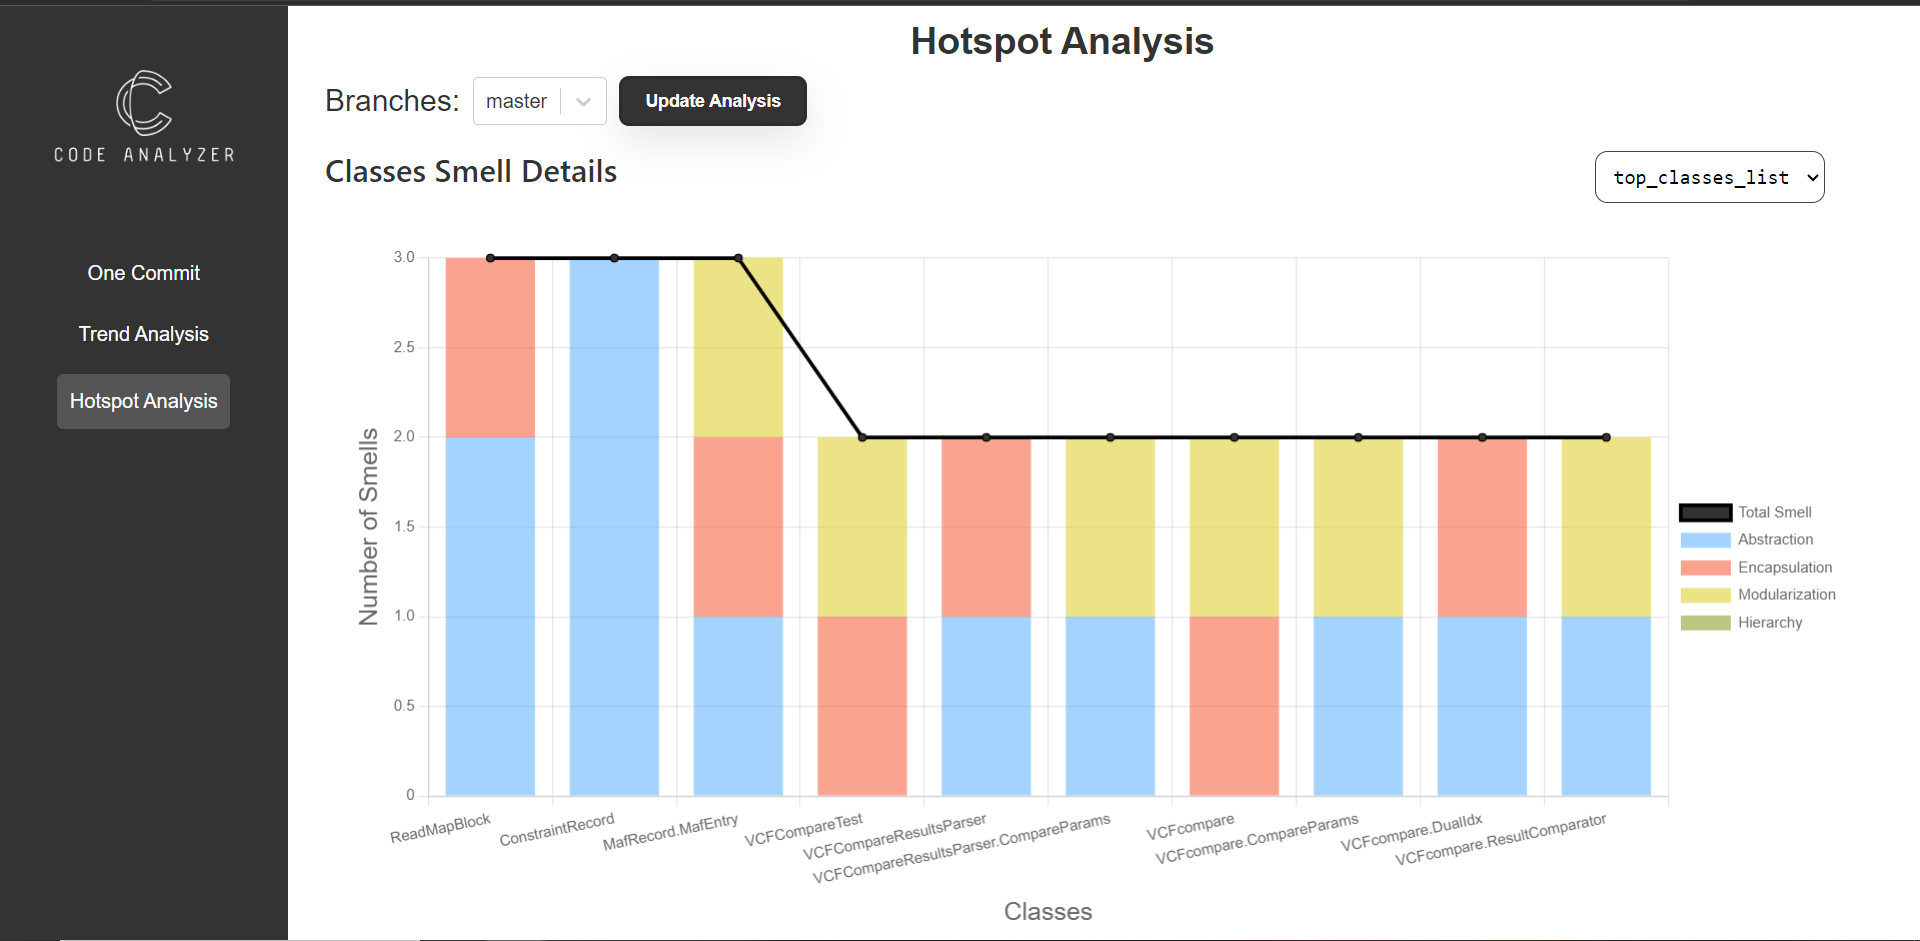 Hotspot Analysis
CODE ANALYZER
One Commit
Trend Analysis
Hotspot Analysis
Branches: master Update Analysis
Classes Smell Details
top_classes_list
Number of Smells
3.0
2.5
2.0
1.5
1.0
0.5
0
ReadMapBlock
ConstraintRecord
MafRecord.MafEntry
VCFCompareTest
VCFCompareResultsParser
VCFCompareResultsParser.CompareParams
VCFcompare
VCFcompare.CompareParams
VCFcompare.DualIdx
VCFcompare.ResultComparator
Classes
Total Smell
Abstraction
Encapsulation
Modularization
Hierarchy